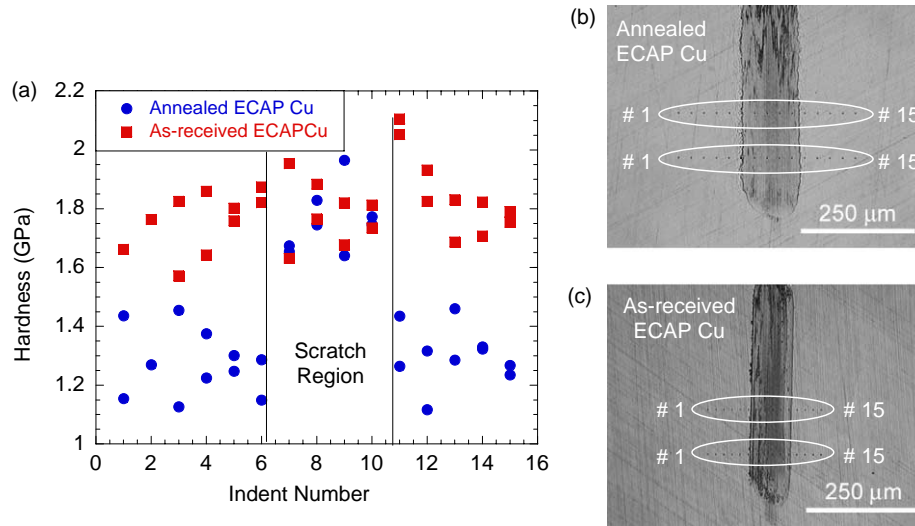 (a)
2.2
2
1.8
1.6
1.4
1.2
1
Hardness (GPa)
Annealed ECAP Cu
As-received ECAPCu
Scratch
Region
0 2 4 6 8 10 12 14 16
Indent Number
(b)
Annealed
ECAP Cu
# 1 # 15
# 1 # 15
250 μm
(c)
As-received
ECAP Cu
# 1 # 15
# 1 # 15
250 μm